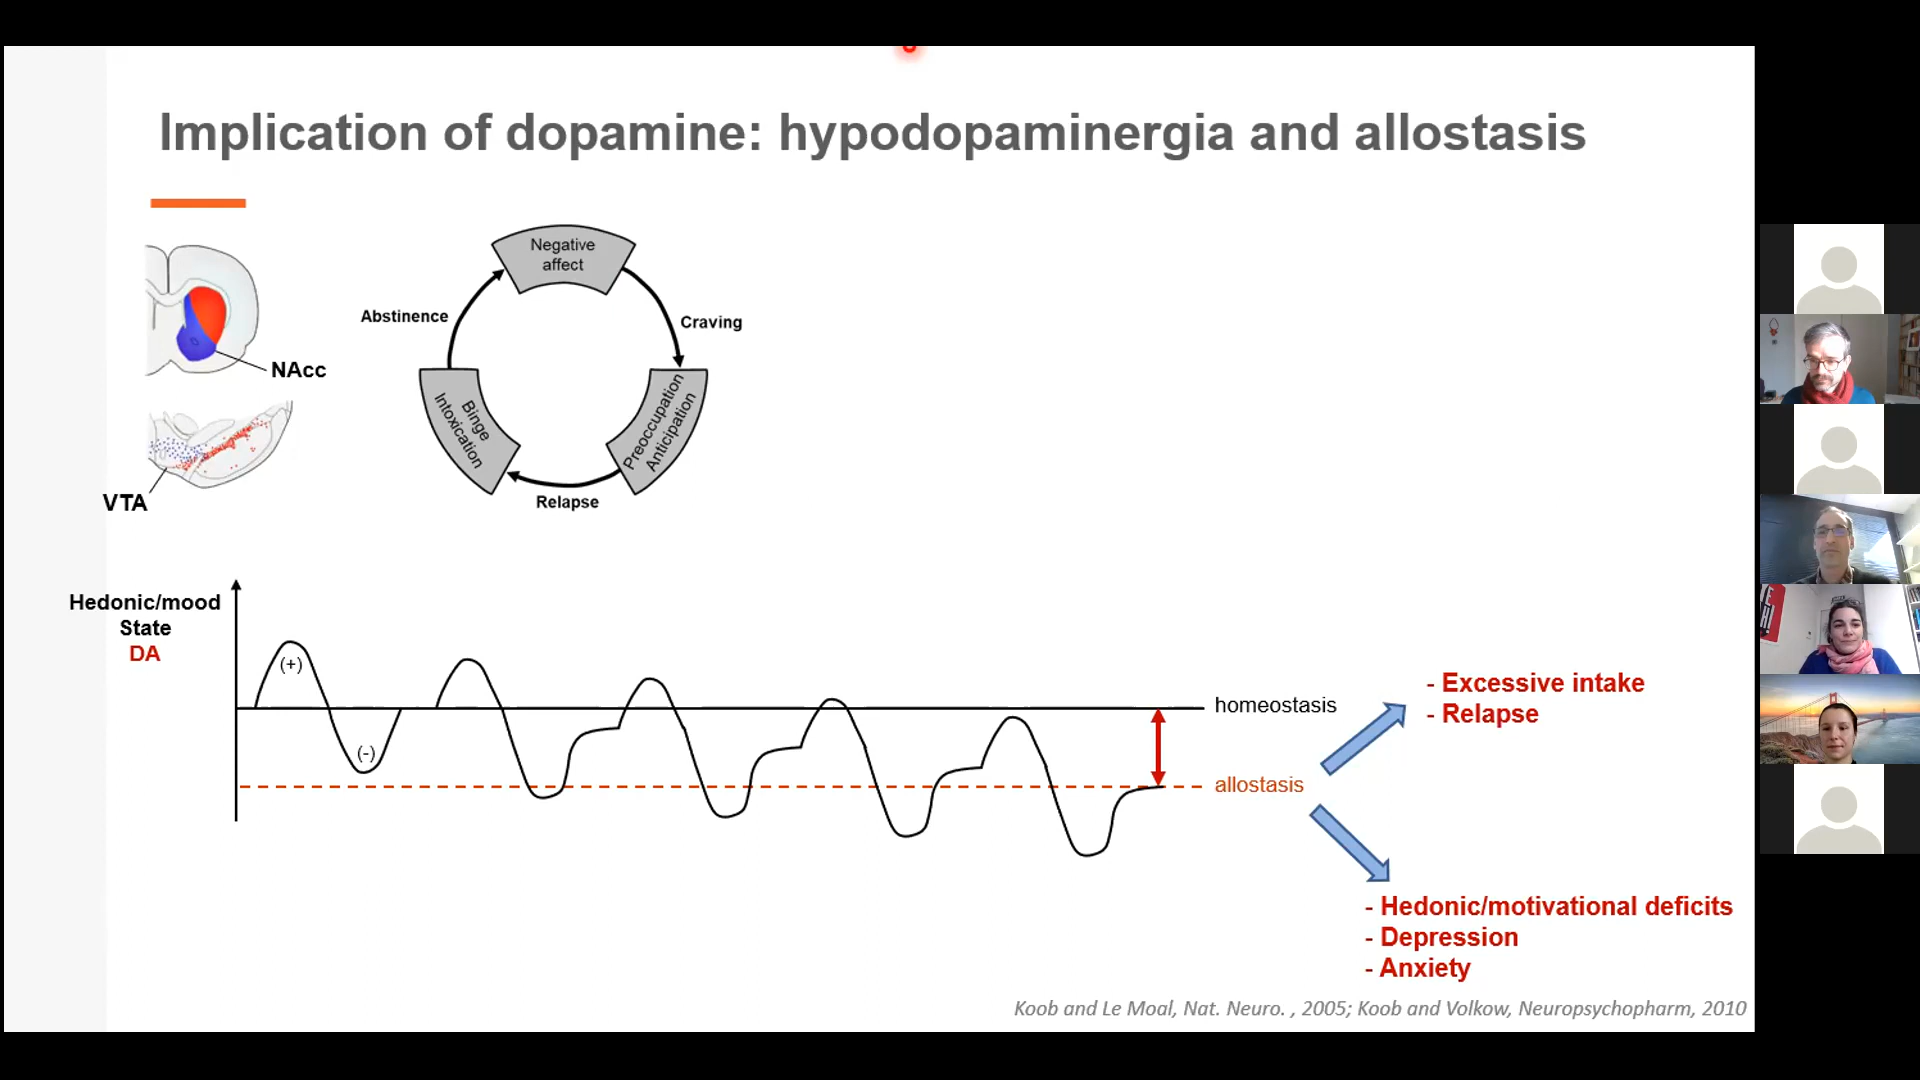 Implication of dopamine: hypodopaminergia and allostasis
Negative
affect
Abstinence
Craving
NAcc
Binge
Intoxication
Preoccupation
Anticipation
VTA
Relapse
Hedonic/mood
State
DA
(+)
(-)
homeostasis
allostasis
- Excessive intake
- Relapse
- Hedonic/motivational deficits
- Depression
- Anxiety
Koob and Le Moal, Nat. Neuro. , 2005; Koob and Volkow, Neuropsychopharm, 2010